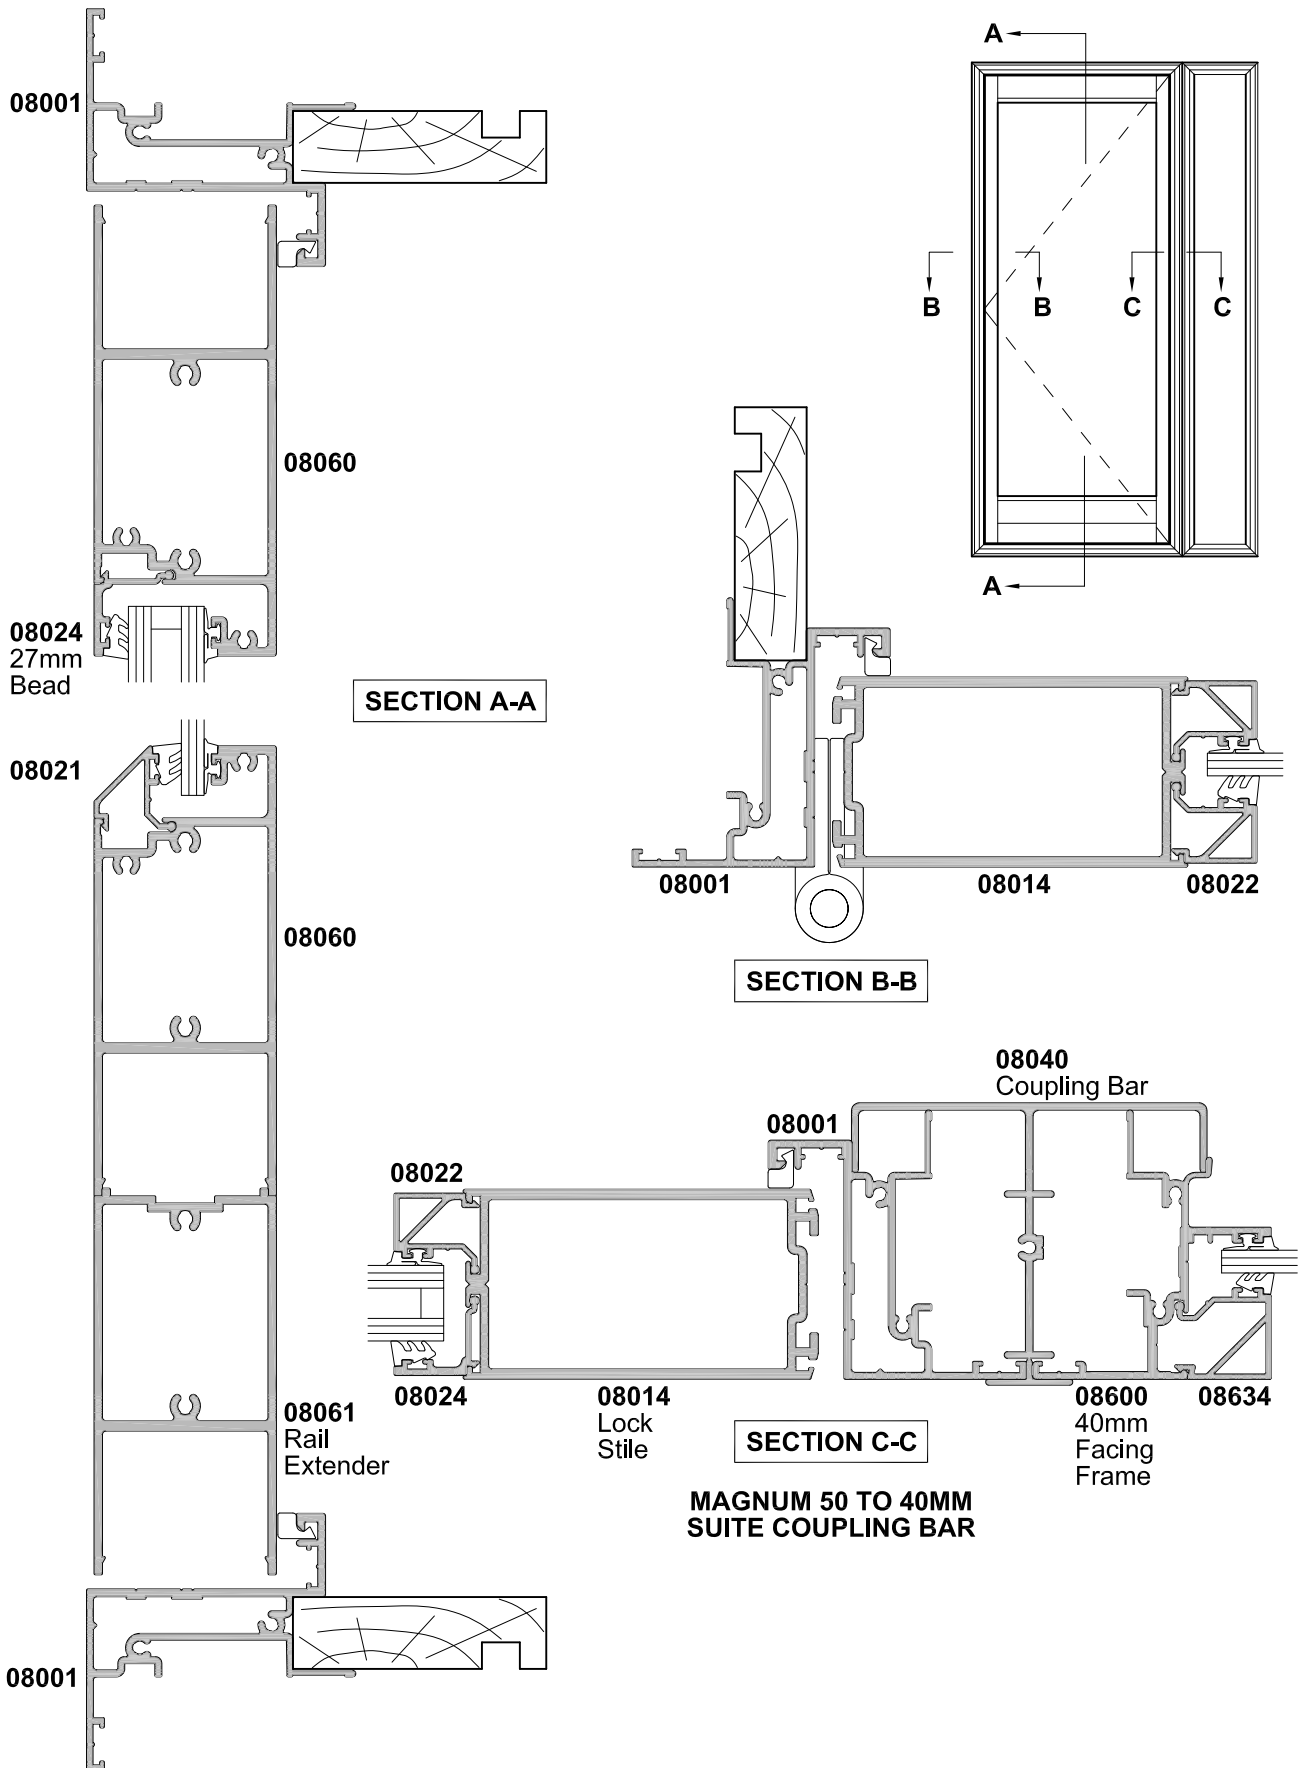 A
08001
B
B
C
C
08060
A
08024
27mm
Bead
SECTION A-A
08021
08001
08014
08022
08060
SECTION B-B
08040
Coupling Bar
08001
08022
08024
08014
Lock
Stile
08600
40mm
Facing
Frame
08634
08061
Rail
Extender
SECTION C-C
MAGNUM 50 TO 40MM
SUITE COUPLING BAR
08001